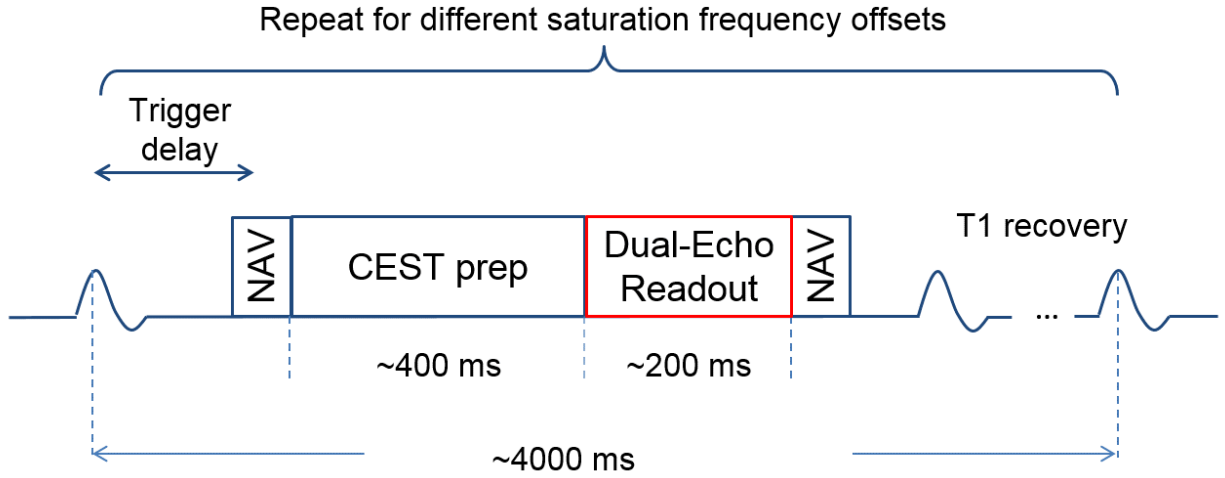 Repeat for different saturation frequency offsets
Trigger
delay
NAV
CEST prep
Dual-Echo
Readout
NAV
T1 recovery
...
~400 ms
~200 ms
~4000 ms